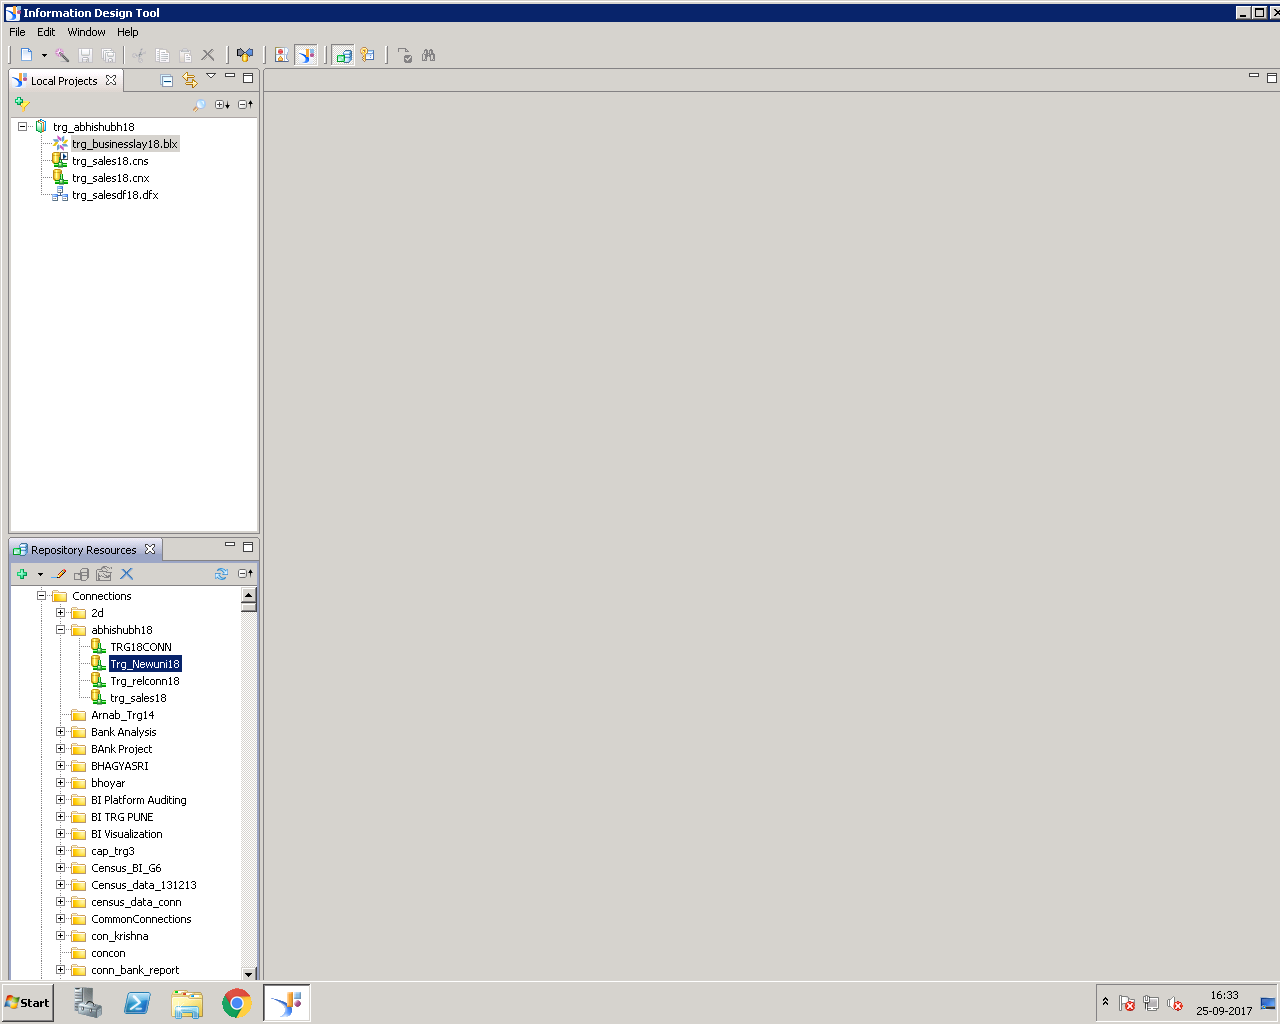 Information Design Tool
File Edit Window Help
Local Projects
trg_abhishubh18
trg_businesslay18.blx
trg_sales18.cns
trg_sales18.cnx
trg_salesdf18.dfx
Repository Resources
Connections
2d
abhishubh18
TRG18CONN
Trg_Newuni18
Trg_relconn18
trg_sales18
Arnab_Trg14
Bank Analysis
BAnk Project
BHAGYASRI
bhoyar
BI Platform Auditing
BI TRG PUNE
BI Visualization
cap_trg3
Census_BI_G6
Census_data_131213
census_data_conn
CommonConnections
con_krishna
concon
conn_bank_report
Start
16:33
25-09-2017